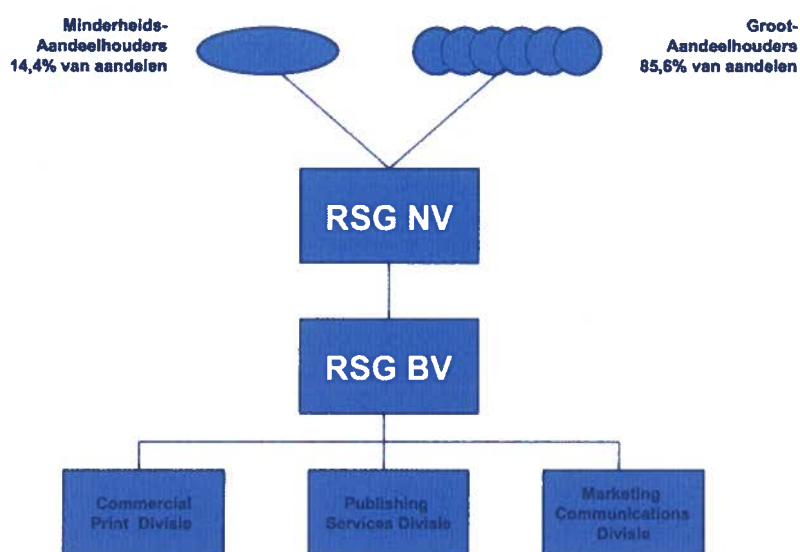 Minderheids-
Aandeelhouders
14,4% van aandelen
Groot-
Aandeelhouders
85,6% van aandelen
RSG NV
RSG BV
Commercial
Print Divisie
Publishing
Services Divisie
Marketing
Communications
Divisie